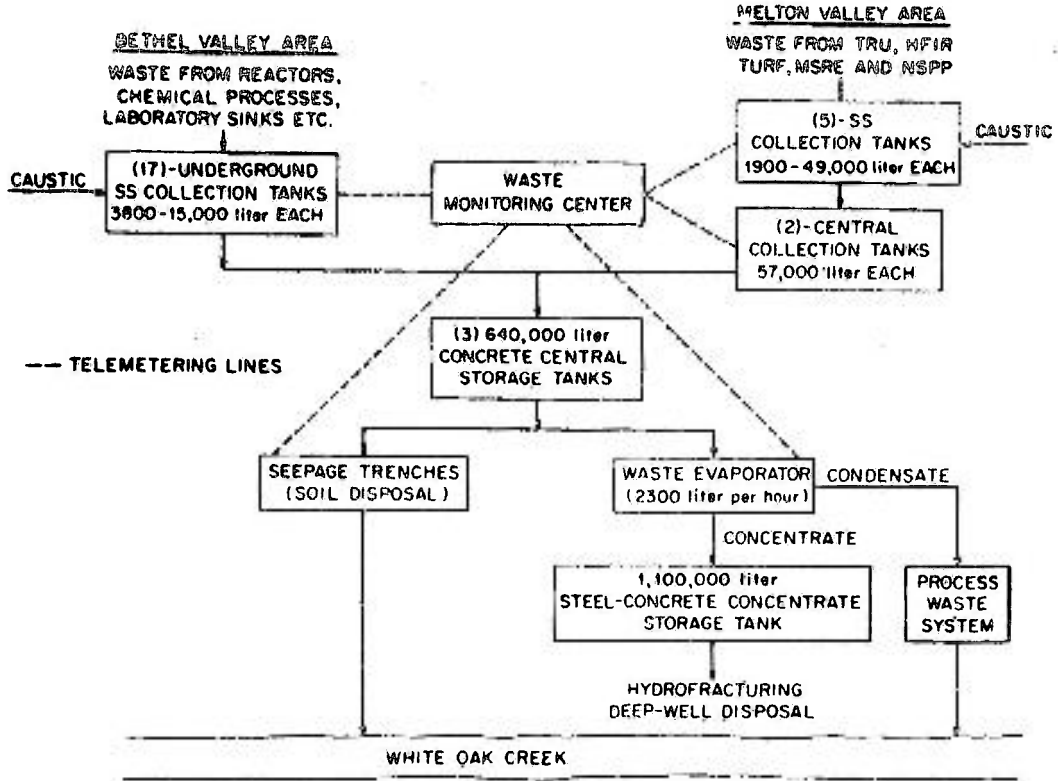 BETHEL VALLEY AREA
WASTE FROM REACTORS,
CHEMICAL PROCESSES,
LABORATORY SINKS ETC.
CAUSTIC
(17)-UNDERGROUND
SS COLLECTION TANKS
3800-15,000 liter EACH
WASTE
MONITORING CENTER
MELTON VALLEY AREA
WASTE FROM TRU, HFIR
TURF, MSRE AND NSPP
(5)-SS
COLLECTION TANKS
1900-49,000 liter EACH
CAUSTIC
(2)-CENTRAL
COLLECTION TANKS
57,000 liter EACH
(3) 640,000 liter
CONCRETE CENTRAL
STORAGE TANKS
--- TELEMETERING LINES
SEEPAGE TRENCHES
(SOIL DISPOSAL)
WASTE EVAPORATOR
(2300 liter per hour)
CONDENSATE
CONCENTRATE
1,100,000 liter
STEEL-CONCRETE CONCENTRATE
STORAGE TANK
PROCESS
WASTE
SYSTEM
HYDROFRACTURING
DEEP-WELL DISPOSAL
WHITE OAK CREEK